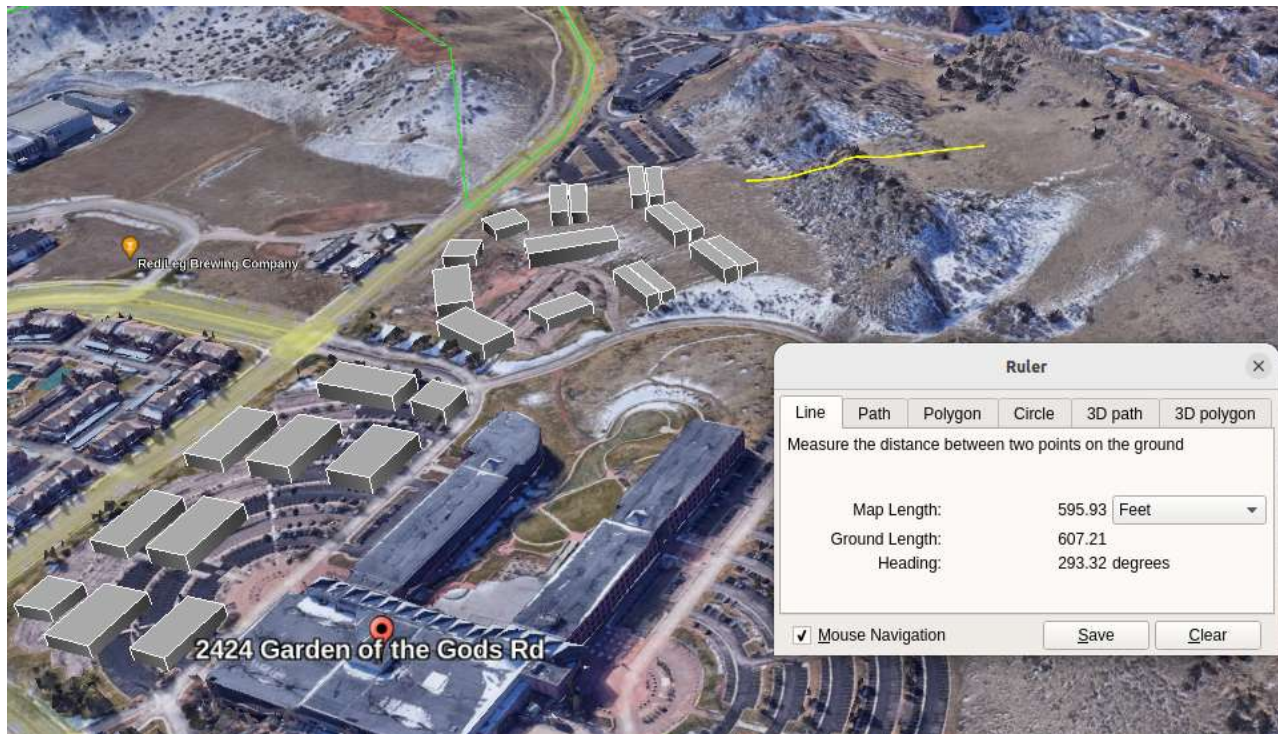 RediLeg Brewing Company
2424 Garden of the Gods Rd
Ruler
Line Path Polygon Circle 3D path 3D polygon
Measure the distance between two points on the ground
Map Length: 595.93 Feet
Ground Length: 607.21
Heading: 293.32 degrees
Mouse Navigation Save Clear